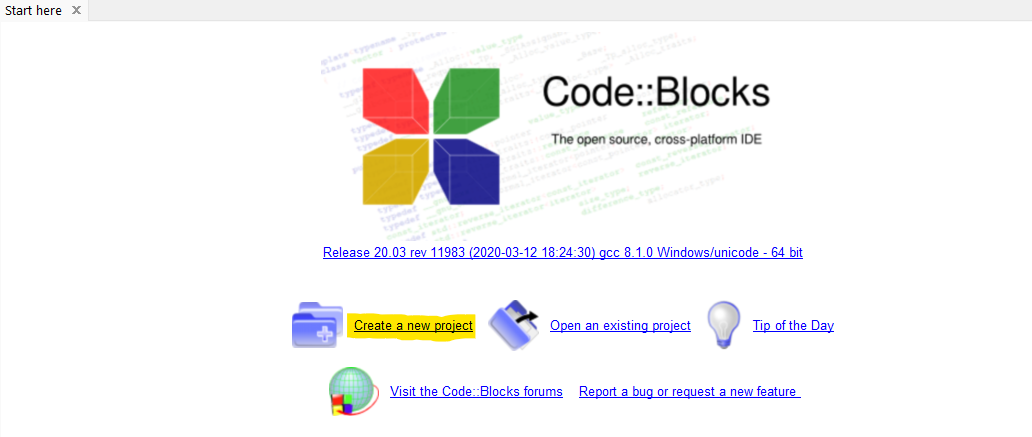 Start here
Code::Blocks
The open source, cross-platform IDE
Release 20.03 rev 11983 (2020-03-12 18:24:30) gcc 8.1.0 Windows/unicode - 64 bit
Create a new project Open an existing project Tip of the Day
Visit the Code::Blocks forums Report a bug or request a new feature